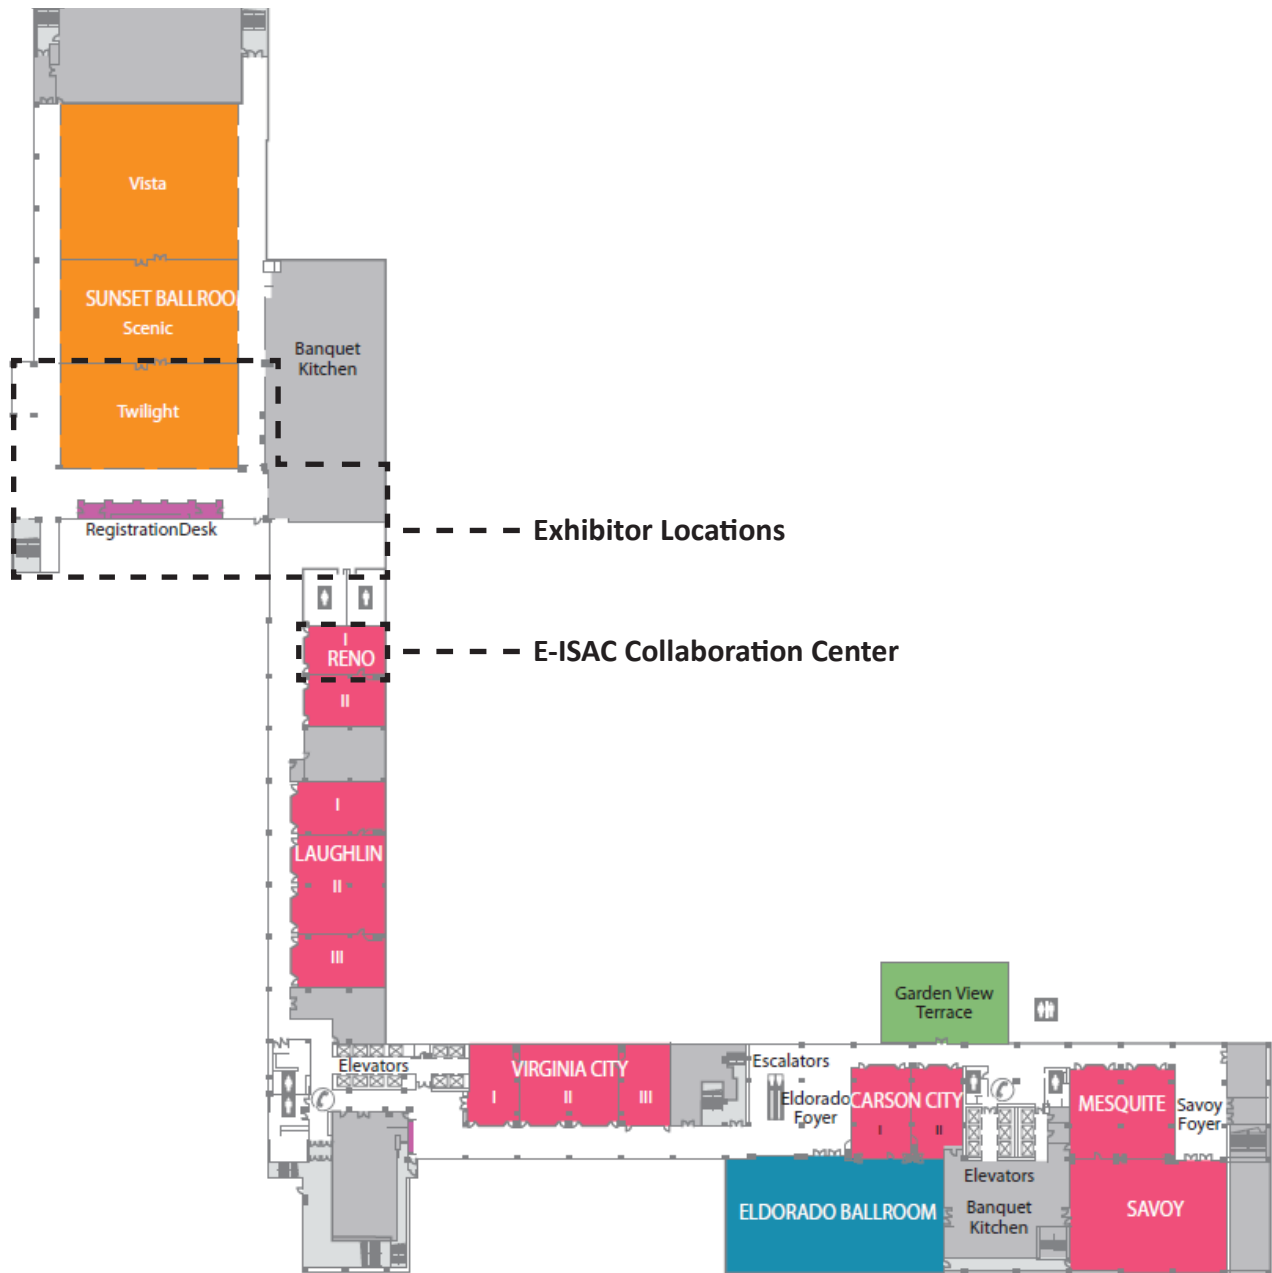 Vista
SUNSET BALLROO
Scenic
Banquet
Kitchen
Twilight
RegistrationDesk
Exhibitor Locations
I
RENO
E-ISAC Collaboration Center
II
I
LAUGHLIN
II
III
Garden View
Terrace
Elevators
VIRGINIA CITY
I
II
III
Escalators
Eldorado
Foyer
CARSON CITY
I
II
MESQUITE
Savoy
Foyer
Elevators
Banquet
Kitchen
ELDORADO BALLROOM
SAVOY